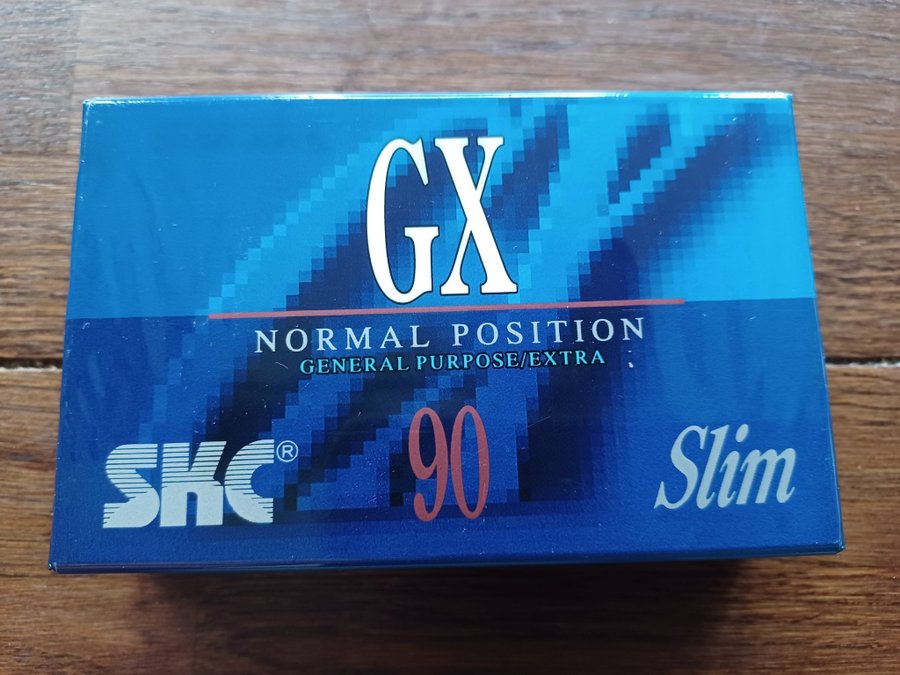 GX
NORMAL POSITION
GENERAL PURPOSE/EXTRA
SKC®
90
Slim